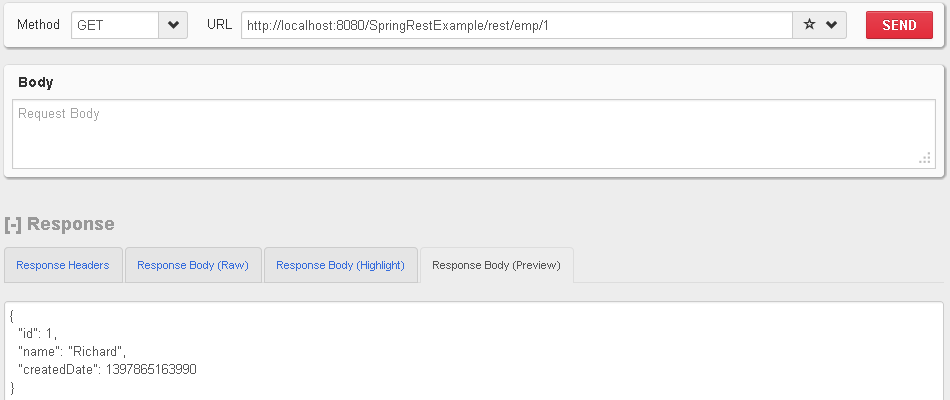 Method GET URL http://localhost:8080/SpringRestExample/rest/emp/1 SEND
Body
Request Body
[-] Response
Response Headers Response Body (Raw) Response Body (Highlight) Response Body (Preview)
{
"id": 1,
"name": "Richard",
"createdDate": 1397865163990
}